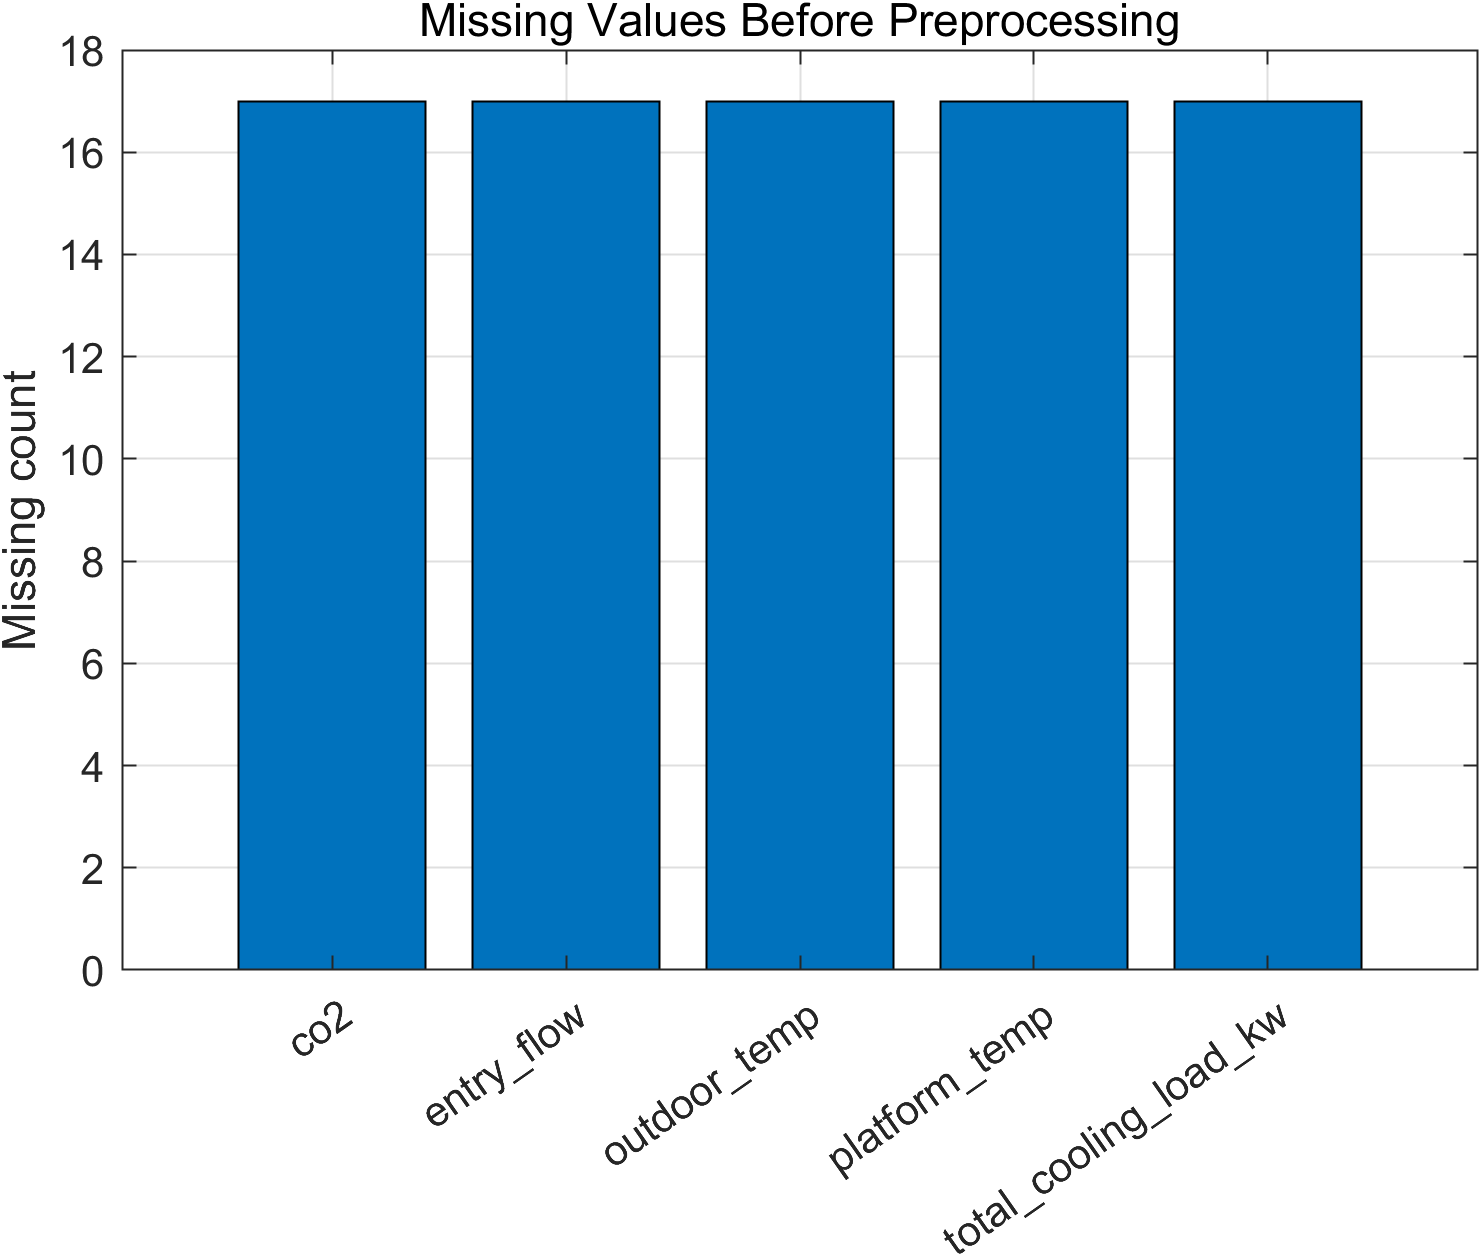 Missing Values Before Preprocessing
Missing count
18
16
14
12
10
8
6
4
2
0
co2
entry_flow
outdoor_temp
platform_temp
total_cooling_load_kw